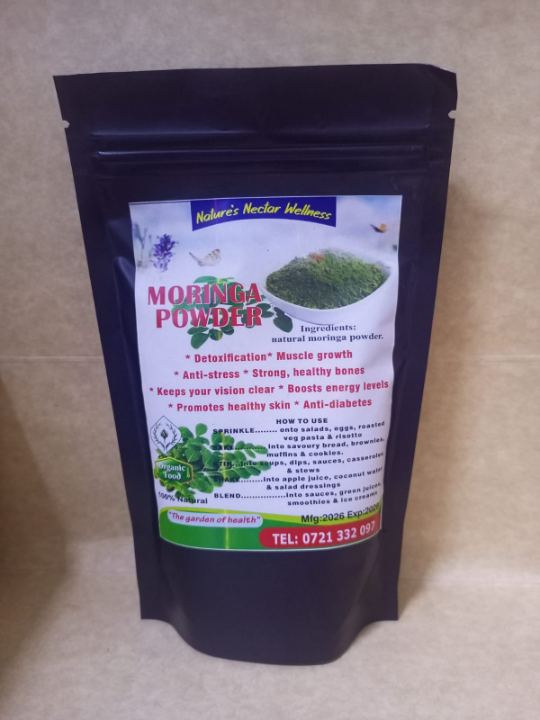 Nature's Nectar Wellness
MORINGA
POWDER
Ingredients:
natural moringa powder.
* Detoxification* Muscle growth
* Anti-stress * Strong, healthy bones
* Keeps your vision clear * Boosts energy levels
* Promotes healthy skin * Anti-diabetes
HOW TO USE
SPRINKLE........ onto salads, eggs, roasted
veg pasta & risotto
into savoury bread, brownies,
muffins & cookies.
into soups, dips, sauces, casseroles
& stews
into apple juice, coconut water
& salad dressings
BLEND.................into sauces, green juices,
smoothies & ice creams
Organic
Food
100% Natural
"The garden of health"
Mfg:2026 Exp:
TEL: 0721 332 097